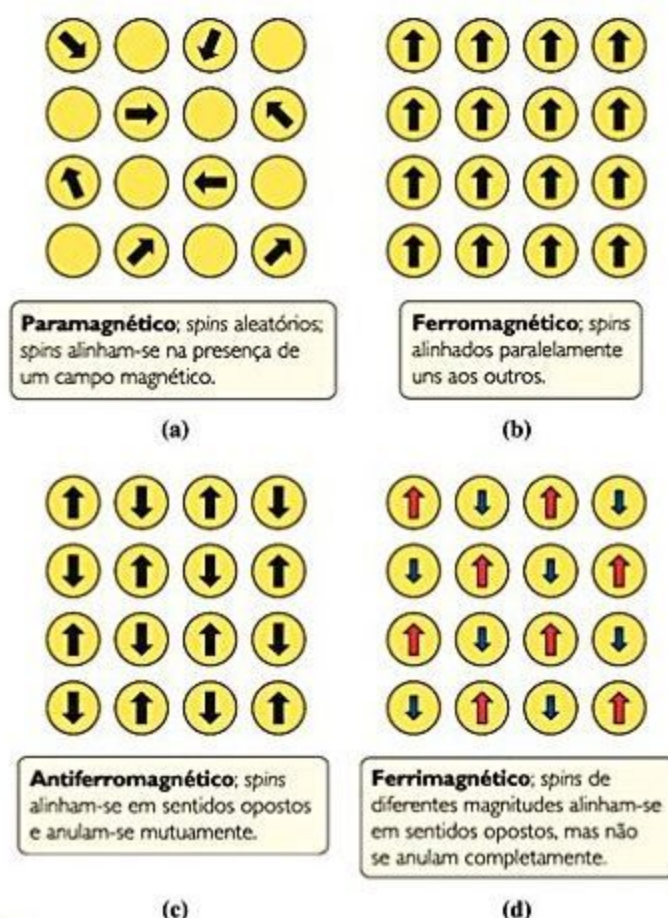 Paramagnético; spins aleatórios;
spins alinham-se na presença de
um campo magnético.
(a)
Ferromagnético; spins
alinhados paralelamente
uns aos outros.
(b)
Antiferromagnético; spins
alinham-se em sentidos opostos
e anulam-se mutuamente.
(c)
Ferrimagnético; spins de
diferentes magnitudes alinham-se
em sentidos opostos, mas não
se anulam completamente.
(d)